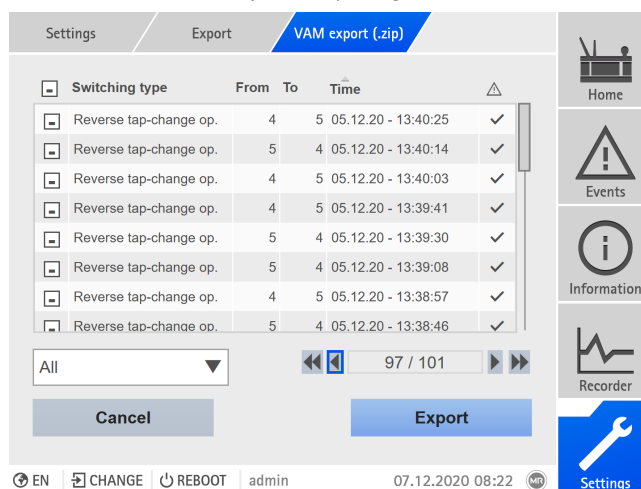 Settings
Export
VAM export (.zip)
Switching type From To Time
Reverse tap-change op. 4 5 05.12.20 - 13:40:25
Reverse tap-change op. 5 4 05.12.20 - 13:40:14
Reverse tap-change op. 4 5 05.12.20 - 13:40:03
Reverse tap-change op. 4 5 05.12.20 - 13:39:41
Reverse tap-change op. 5 4 05.12.20 - 13:39:30
Reverse tap-change op. 5 4 05.12.20 - 13:39:08
Reverse tap-change op. 4 5 05.12.20 - 13:38:57
Reverse tap-change op. 5 4 05.12.20 - 13:38:46
All
97 / 101
Cancel
Export
EN CHANGE REBOOT admin 07.12.2020 08:22 MR
Home
Events
Information
Recorder
Settings